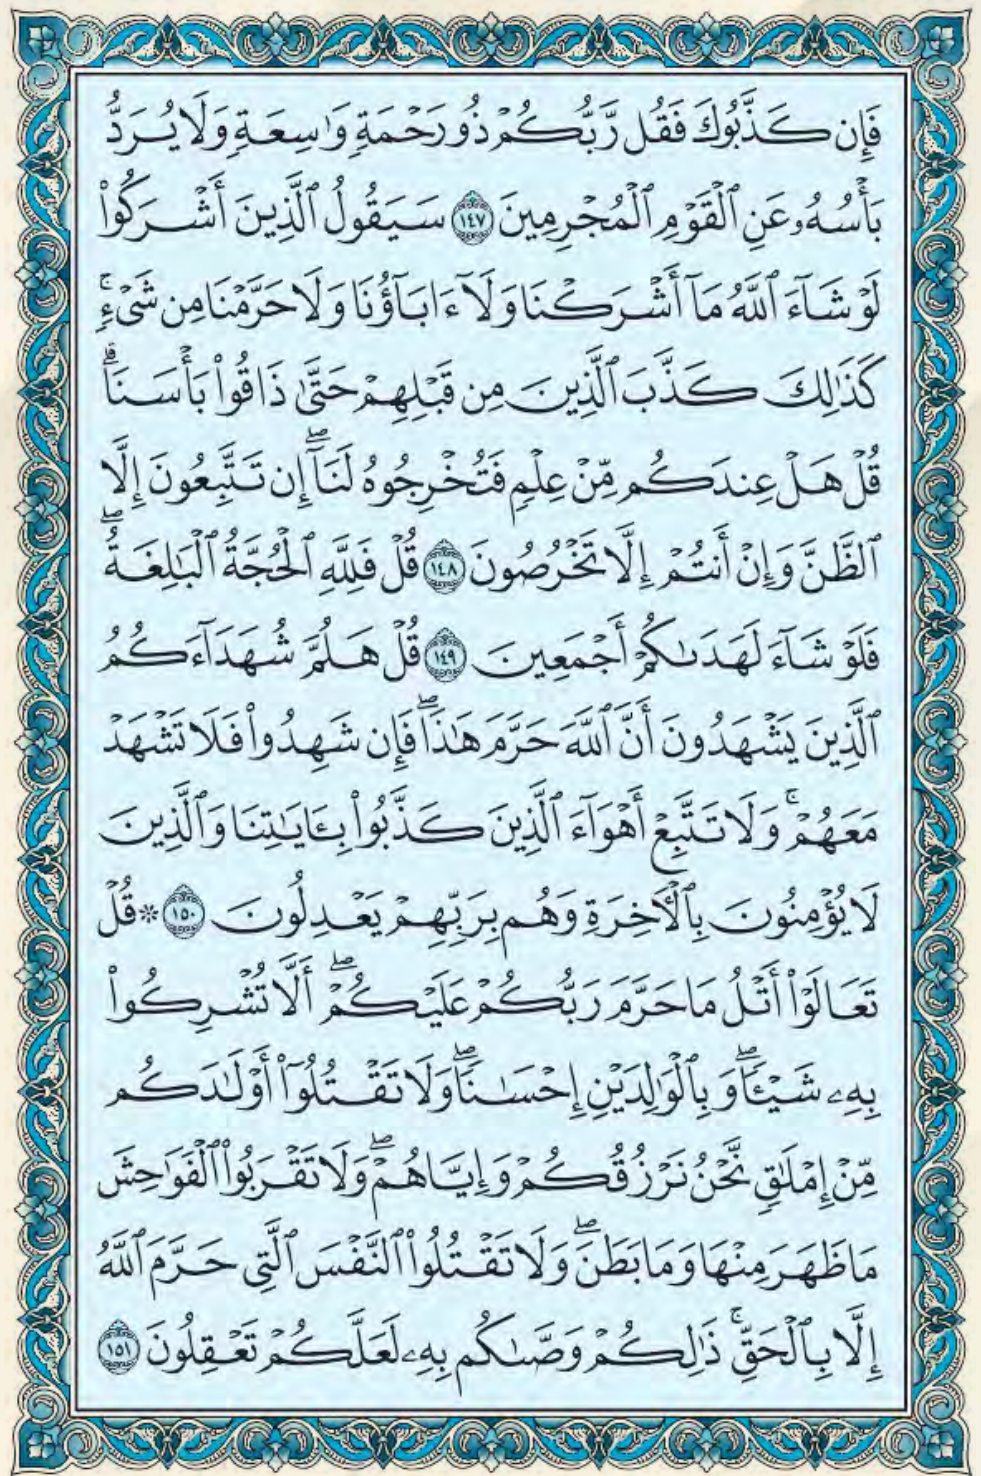 فَإِن كَذَّبُوكَ فَقُل رَّبُّكُمْ ذُو رَحْمَةٍ وَٰسِعَةٍ وَلَا يُرَدُّ
بَأْسُهُۥ عَنِ ٱلْقَوْمِ ٱلْمُجْرِمِينَ ١٤٧ سَيَقُولُ ٱلَّذِينَ أَشْرَكُوا۟
لَوْ شَآءَ ٱللَّهُ مَآ أَشْرَكْنَا وَلَآ ءَابَآؤُنَا وَلَا حَرَّمْنَا مِن شَىْءٍ ۚ
كَذَٰلِكَ كَذَّبَ ٱلَّذِينَ مِن قَبْلِهِمْ حَتَّىٰ ذَاقُوا۟ بَأْسَنَا ۗ
قُلْ هَلْ عِندَكُم مِّنْ عِلْمٍ فَتُخْرِجُوهُ لَنَآ ۖ إِن تَتَّبِعُونَ إِلَّا
ٱلظَّنَّ وَإِنْ أَنتُمْ إِلَّا تَخْرُصُونَ ١٤٨ قُلْ فَلِلَّهِ ٱلْحُجَّةُ ٱلْبَٰلِغَةُ ۖ
فَلَوْ شَآءَ لَهَدَىٰكُمْ أَجْمَعِينَ ١٤٩ قُلْ هَلُمَّ شُهَدَآءَكُمُ
ٱلَّذِينَ يَشْهَدُونَ أَنَّ ٱللَّهَ حَرَّمَ هَٰذَا ۖ فَإِن شَهِدُوا۟ فَلَا تَشْهَدْ
مَعَهُمْ ۚ وَلَا تَتَّبِعْ أَهْوَآءَ ٱلَّذِينَ كَذَّبُوا۟ بِـَٔايَٰتِنَا وَٱلَّذِينَ
لَا يُؤْمِنُونَ بِٱلْـَٔاخِرَةِ وَهُم بِرَبِّهِمْ يَعْدِلُونَ ١٥٠ * قُلْ
تَعَالَوْا۟ أَتْلُ مَا حَرَّمَ رَبُّكُمْ عَلَيْكُمْ ۖ أَلَّا تُشْرِكُوا۟
بِهِۦ شَيْـًٔا ۖ وَبِٱلْوَٰلِدَيْنِ إِحْسَٰنًا ۖ وَلَا تَقْتُلُوٓا۟ أَوْلَٰدَكُم
مِّنْ إِمْلَٰقٍ ۖ نَّحْنُ نَرْزُقُكُمْ وَإِيَّاهُمْ ۖ وَلَا تَقْرَبُوا۟ ٱلْفَوَٰحِشَ
مَا ظَهَرَ مِنْهَا وَمَا بَطَنَ ۖ وَلَا تَقْتُلُوا۟ ٱلنَّفْسَ ٱلَّتِى حَرَّمَ ٱللَّهُ
إِلَّا بِٱلْحَقِّ ۚ ذَٰلِكُمْ وَصَّىٰكُم بِهِۦ لَعَلَّكُمْ تَعْقِلُونَ ١٥١